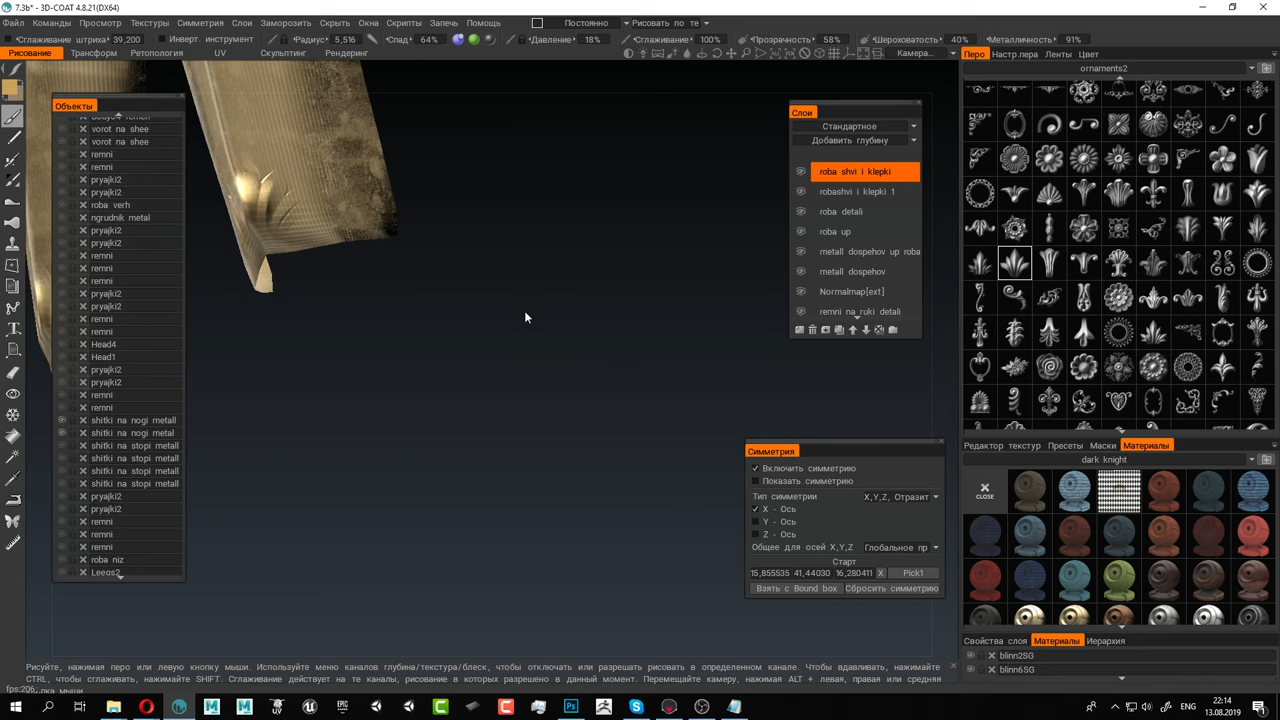 7.3b* - 3D-COAT 4.8.21(DX64)
Файл Команды Просмотр Текстуры Симметрия Слои Заморозить Скрыть Окна Скрипты Запечь Помощь Постоянно Рисовать по те
Сглаживание штриха 39,200 Инверт. инструмент Радиус 5,516 Спад 64% Давление 18% Сглаживание 100% Прозрачность 58% Шероховатость 40% Металличность 91%
Рисование Трансформ Ретопология UV Скульптинг Рендеринг Камера...
Перо Настр.пера Ленты Цвет
ornaments2
Объекты
vorot na shee
vorot na shee
remni
remni
pryajki2
pryajki2
roba verh
ngrudnik metal
pryajki2
pryajki2
remni
remni
remni
pryajki2
pryajki2
remni
remni
Head4
Head1
pryajki2
pryajki2
remni
remni
shitki na nogi metall
shitki na nogi metal
shitki na stopi metall
shitki na stopi metall
shitki na stopi metall
shitki na stopi metall
pryajki2
pryajki2
remni
remni
remni
roba niz
Leegs2
Слои
Стандартное
Добавить глубину
roba shvi i klepki
robashvi i klepki 1
roba detali
roba up
metall dospehov up roba
metall dospehov
Normalmap[ext]
remni na ruki detali
Симметрия
Включить симметрию
Показать симметрию
Тип симметрии X,Y,Z, Отразит
X - Ось
Y - Ось
Z - Ось
Общее для осей X,Y,Z Глобальное пр
Старт
15,855535 41,44030 16,280411 X Pick1
Взять с Bound box Сбросить симметрию
Редактор текстур Пресеты Маски Материалы
dark knight
CLOSE
Свойства слоя Материалы Иерархия
blinn2SG
blinn6SG
Рисуйте, нажимая перо или левую кнопку мыши. Используйте меню каналов глубина/текстура/блеск, чтобы отключать или разрешать рисовать в определенном канале. Чтобы вдавливать, нажимайте
CTRL, чтобы сглаживать, нажимайте SHIFT. Сглаживание действует на те каналы, рисование в которых разрешено в данный момент. Перемещайте камеру, нажимая ALT + левая, правая или средняя
fps:206;
22:14
13.08.2019